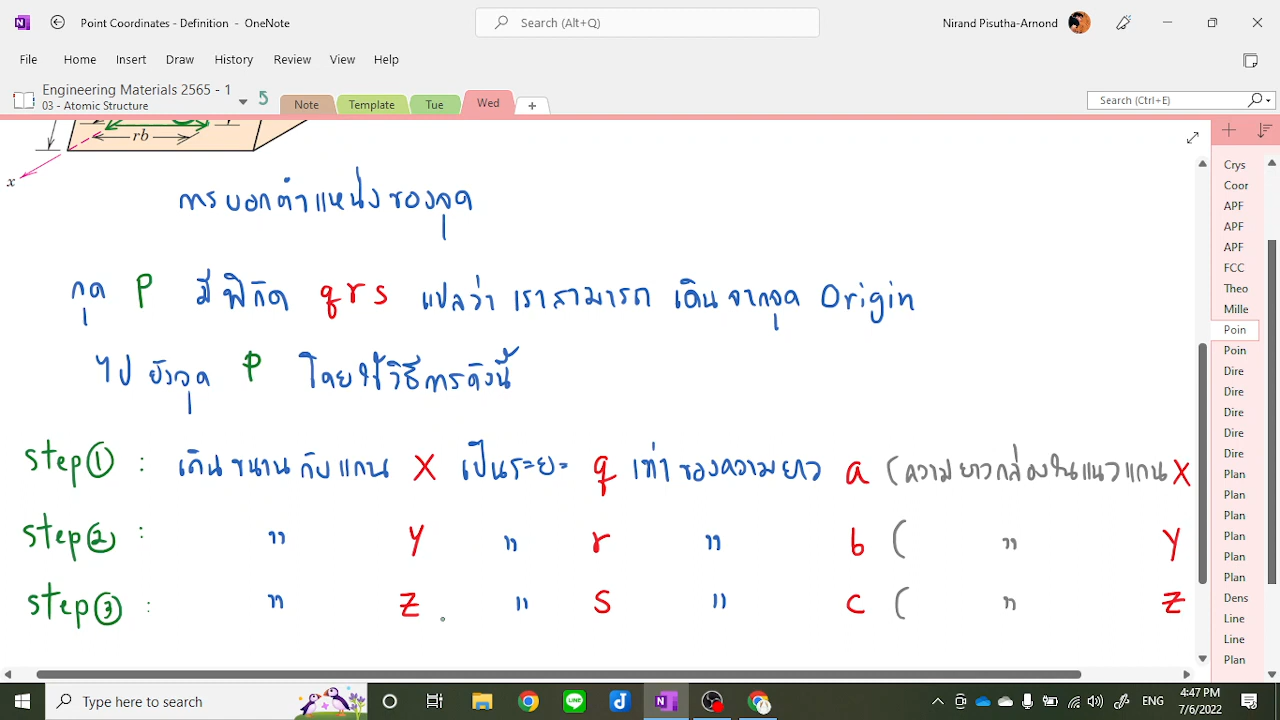 Point Coordinates - Definition - OneNote
Search (Alt+Q)
Nirand Pisutha-Arnond
File Home Insert Draw History Review View Help
Engineering Materials 2565 - 1
03 - Atomic Structure
Note Template Tue Wed
Search (Ctrl+E)
rb
x
การบอกตำแหน่งของจุด
จุด P มีพิกัด q r s แปลว่า เราสามารถ เดินจากจุด Origin
ไป ยังจุด P โดยใช้วิธีการดังนี้
step ① : เดินขนานกับแกน X เป็นระยะ q เท่าของความยาว a (ความยาวกล่องในแนวแกน X
step ② : " Y " r " b ( " Y
step ③ : " Z " s " c ( " Z
Crys
Coor
APF
APF
APF
FCC
Theo
Mille
Poin
Poin
Dire
Dire
Dire
Dire
Dire
Plan
Plan
Plan
Plan
Plan
Plan
Dens
Line
Line
Plan
Type here to search
ENG
4:47 PM
7/6/2022